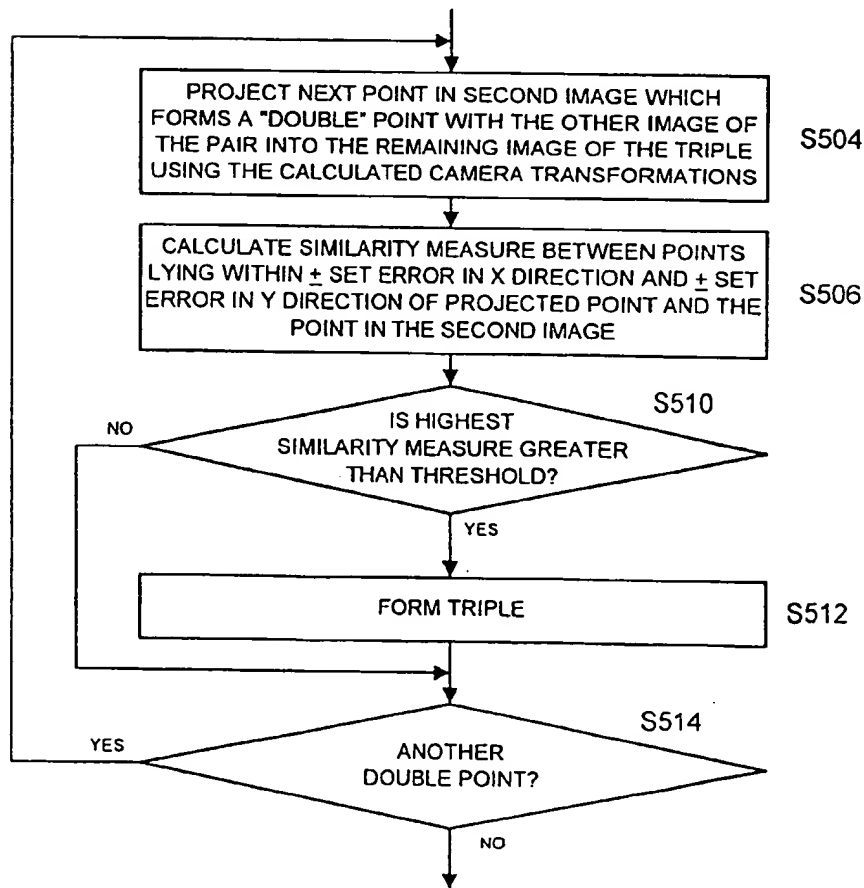 PROJECT NEXT POINT IN SECOND IMAGE WHICH
FORMS A "DOUBLE" POINT WITH THE OTHER IMAGE OF
THE PAIR INTO THE REMAINING IMAGE OF THE TRIPLE
USING THE CALCULATED CAMERA TRANSFORMATIONS
S504
CALCULATE SIMILARITY MEASURE BETWEEN POINTS
LYING WITHIN ± SET ERROR IN X DIRECTION AND ± SET
ERROR IN Y DIRECTION OF PROJECTED POINT AND THE
POINT IN THE SECOND IMAGE
S506
S510
IS HIGHEST
SIMILARITY MEASURE GREATER
THAN THRESHOLD?
NO
YES
FORM TRIPLE
S512
S514
YES
ANOTHER
DOUBLE POINT?
NO